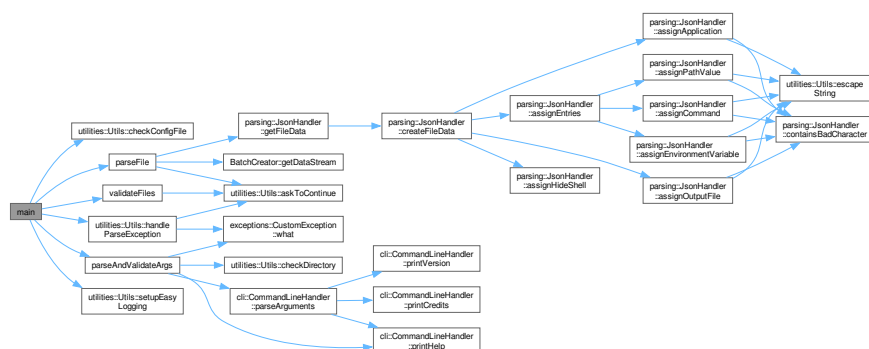 main
utilities::Utils::checkConfigFile
parseFile
validateFiles
utilities::Utils::handle
ParseException
parseAndValidateArgs
utilities::Utils::setupEasy
Logging
parsing::JsonHandler
::getFileData
BatchCreator::getDataStream
utilities::Utils::askToContinue
exceptions::CustomException
::what
utilities::Utils::checkDirectory
cli::CommandLineHandler
::parseArguments
parsing::JsonHandler
::createFileData
cli::CommandLineHandler
::printVersion
cli::CommandLineHandler
::printCredits
cli::CommandLineHandler
::printHelp
parsing::JsonHandler
::assignEntries
parsing::JsonHandler
::assignHideShell
parsing::JsonHandler
::assignApplication
parsing::JsonHandler
::assignPathValue
parsing::JsonHandler
::assignCommand
parsing::JsonHandler
::assignEnvironmentVariable
parsing::JsonHandler
::assignOutputFile
utilities::Utils::escape
String
parsing::JsonHandler
::containsBadCharacter